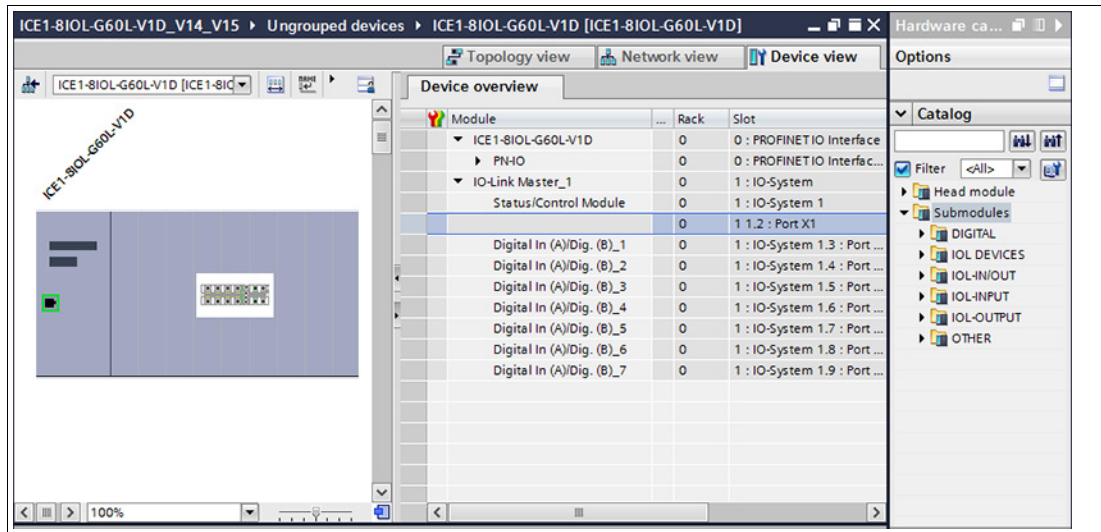 ICE1-8IOL-G60L-V1D_V14_V15 ▸ Ungrouped devices ▸ ICE1-8IOL-G60L-V1D [ICE1-8IOL-G60L-V1D]
Hardware ca...
Topology view Network view Device view
Options
ICE1-8IOL-G60L-V1D [ICE1-8IO
Device overview
Module ... Rack Slot
ICE1-8IOL-G60L-V1D 0 0 : PROFINET IO Interface
PN-IO 0 0 : PROFINET IO Interfac...
IO-Link Master_1 0 1 : IO-System
Status/Control Module 0 1 : IO-System 1
0 1 1.2 : Port X1
Digital In (A)/Dig. (B)_1 0 1 : IO-System 1.3 : Port ...
Digital In (A)/Dig. (B)_2 0 1 : IO-System 1.4 : Port ...
Digital In (A)/Dig. (B)_3 0 1 : IO-System 1.5 : Port ...
Digital In (A)/Dig. (B)_4 0 1 : IO-System 1.6 : Port ...
Digital In (A)/Dig. (B)_5 0 1 : IO-System 1.7 : Port ...
Digital In (A)/Dig. (B)_6 0 1 : IO-System 1.8 : Port ...
Digital In (A)/Dig. (B)_7 0 1 : IO-System 1.9 : Port ...
ICE1-8IOL-G60L-V1D
100%
Catalog
Filter <All>
Head module
Submodules
DIGITAL
IOL DEVICES
IOL-IN/OUT
IOL-INPUT
IOL-OUTPUT
OTHER